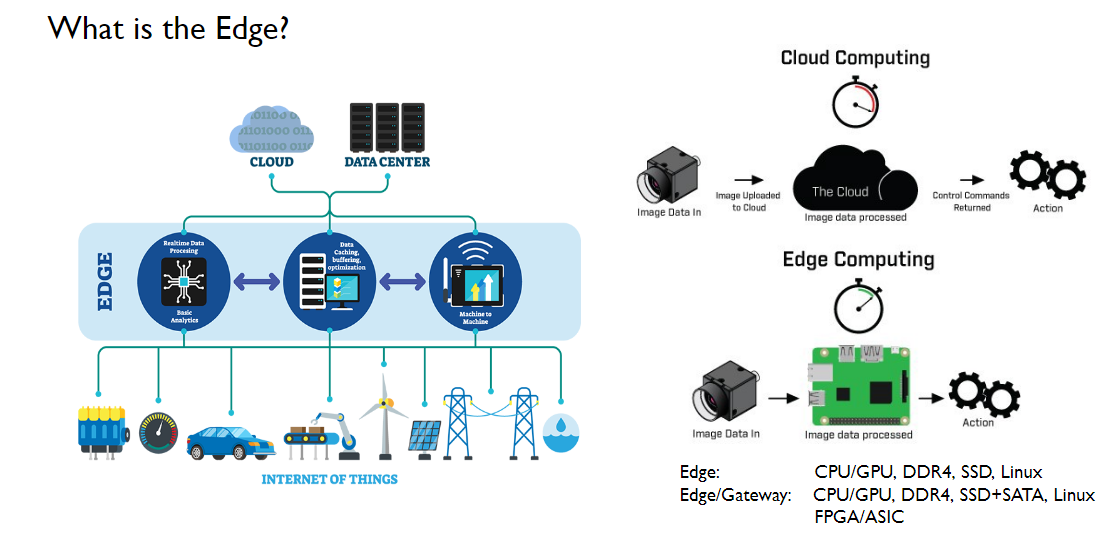 What is the Edge?
CLOUD
DATA CENTER
EDGE
Realtime Data
Procesing
Basic
Analytics
Data
Caching,
buffering,
optimization
Machine to
Machine
INTERNET OF THINGS
Cloud Computing
Image Data In
Image Uploaded
to Cloud
The Cloud
Image data processed
Control Commands
Returned
Action
Edge Computing
Image Data In
Image data processed
Action
Edge: CPU/GPU, DDR4, SSD, Linux
Edge/Gateway: CPU/GPU, DDR4, SSD+SATA, Linux
FPGA/ASIC